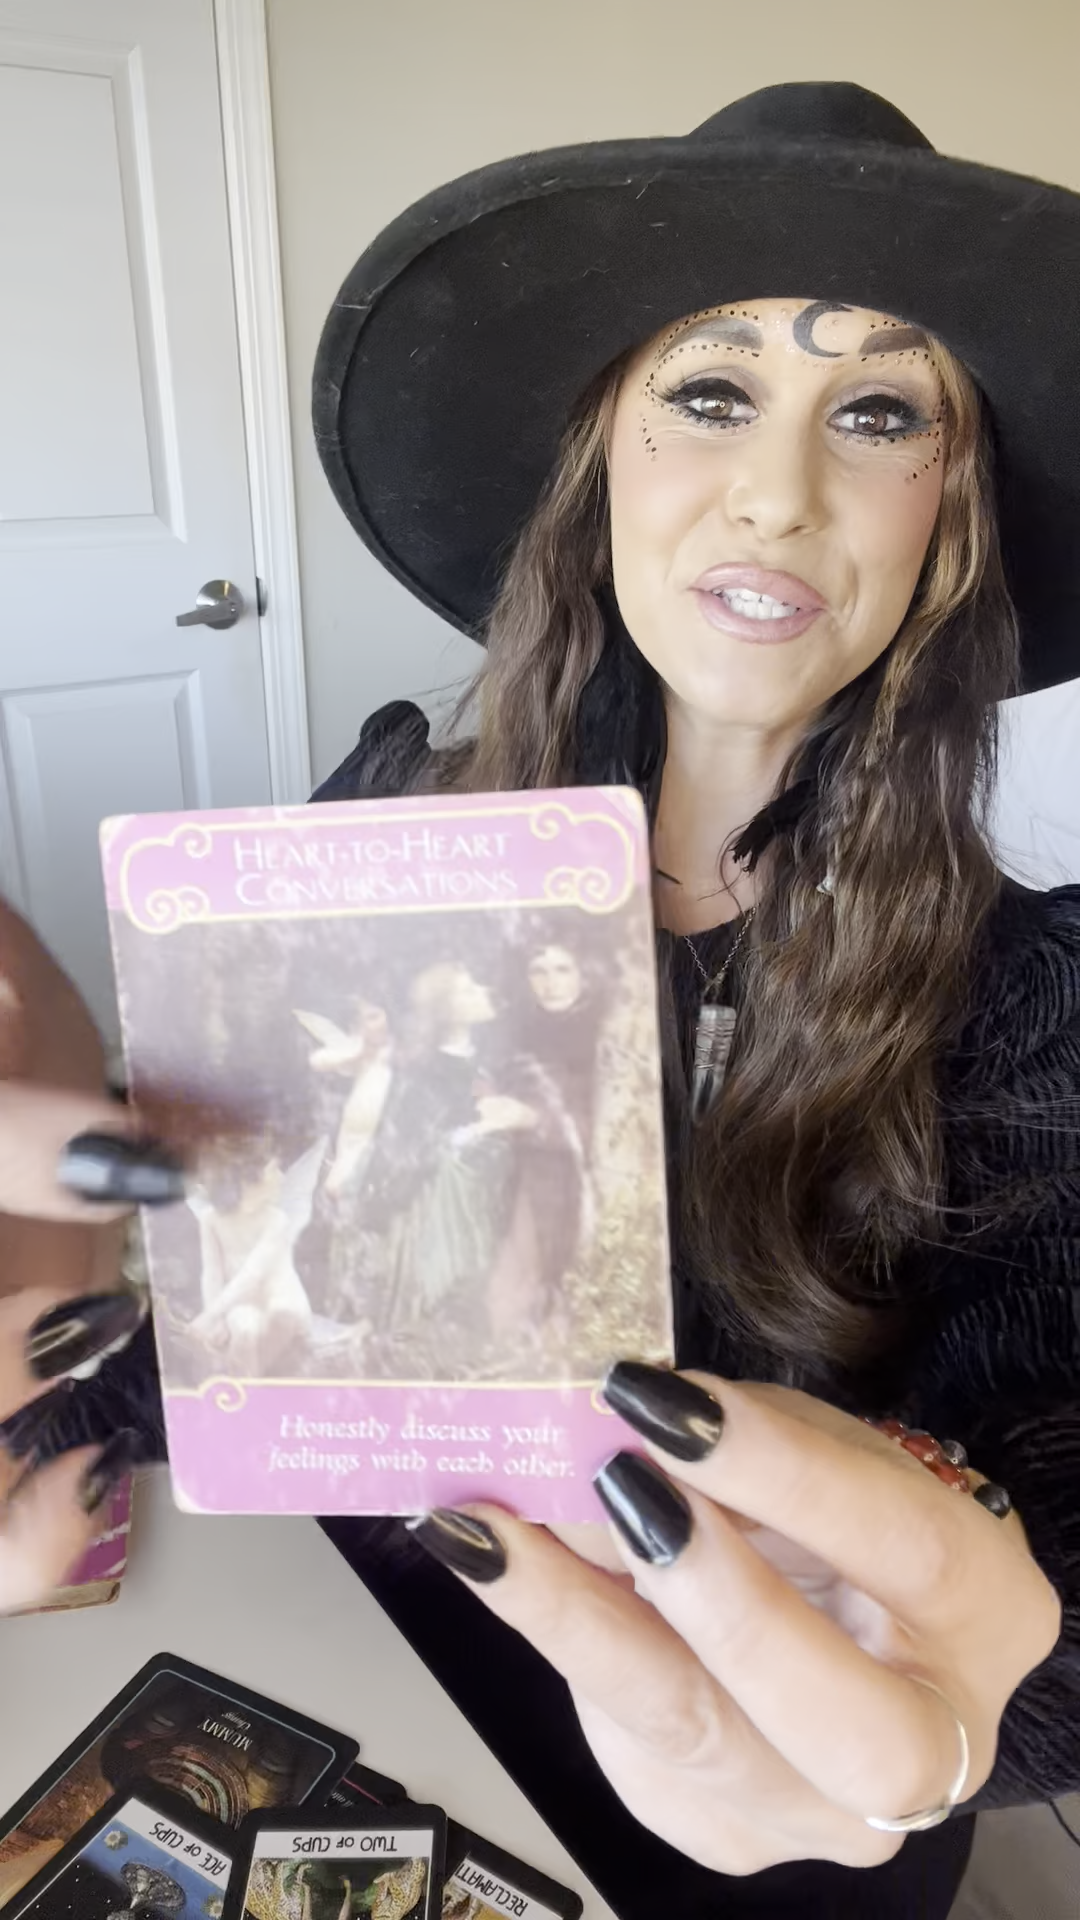 HEART-TO-HEART
CONVERSATIONS
Honestly discuss your
feelings with each other.
MUMMY
Change
ACE OF CUPS
TWO OF CUPS
RECLAMATI